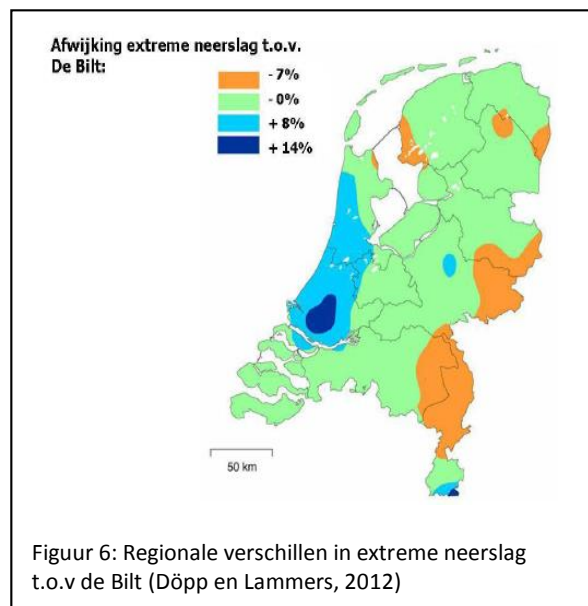 Afwijking extreme neerslag t.o.v.
De Bilt:
- 7%
- 0%
+ 8%
+ 14%
50 km
Figuur 6: Regionale verschillen in extreme neerslag
t.o.v de Bilt (Döpp en Lammers, 2012)